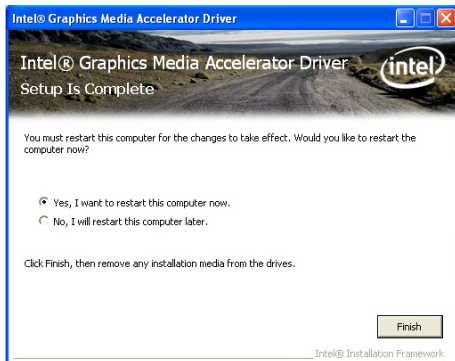 Intel® Graphics Media Accelerator Driver
Intel® Graphics Media Accelerator Driver
Setup Is Complete
intel®
You must restart this computer for the changes to take effect. Would you like to restart the
computer now?
Yes, I want to restart this computer now.
No, I will restart this computer later.
Click Finish, then remove any installation media from the drives.
Finish
Intel® Installation Framework